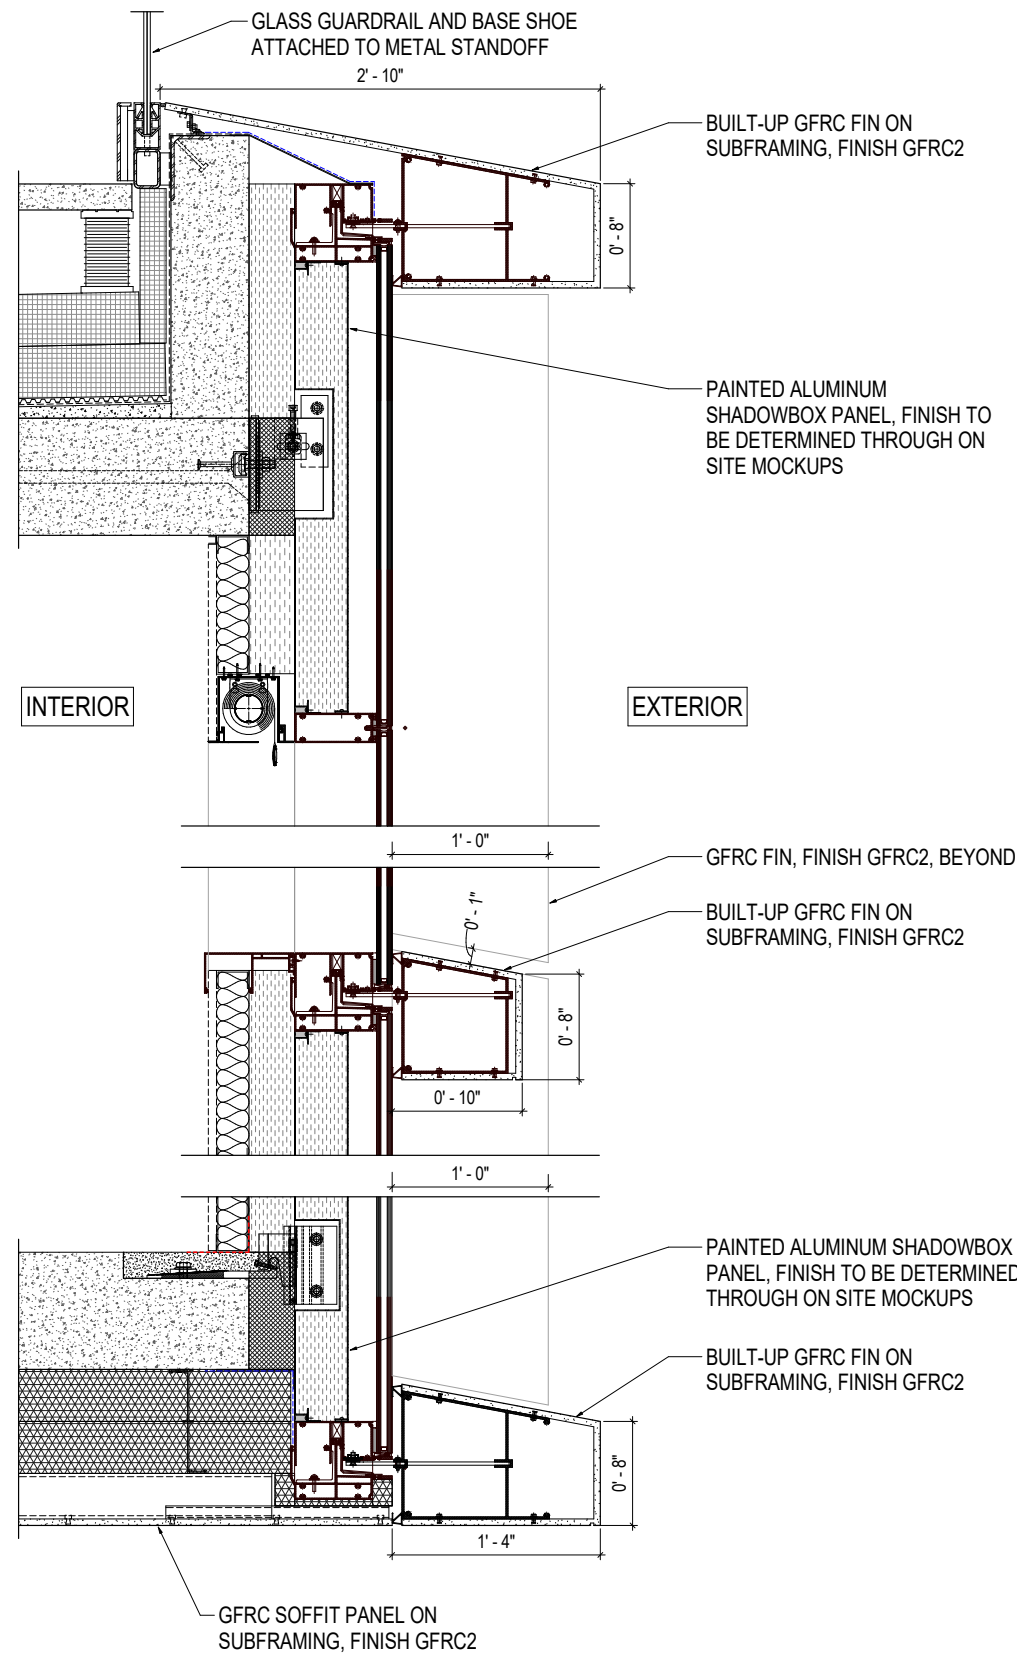 GLASS GUARDRAIL AND BASE SHOE
ATTACHED TO METAL STANDOFF
2' - 10"
BUILT-UP GFRC FIN ON
SUBFRAMING, FINISH GFRC2
0' - 8"
PAINTED ALUMINUM
SHADOWBOX PANEL, FINISH TO
BE DETERMINED THROUGH ON
SITE MOCKUPS
INTERIOR
EXTERIOR
1' - 0"
GFRC FIN, FINISH GFRC2, BEYOND
0' - 1"
BUILT-UP GFRC FIN ON
SUBFRAMING, FINISH GFRC2
0' - 8"
0' - 10"
1' - 0"
PAINTED ALUMINUM SHADOWBOX
PANEL, FINISH TO BE DETERMINED
THROUGH ON SITE MOCKUPS
BUILT-UP GFRC FIN ON
SUBFRAMING, FINISH GFRC2
0' - 8"
1' - 4"
GFRC SOFFIT PANEL ON
SUBFRAMING, FINISH GFRC2